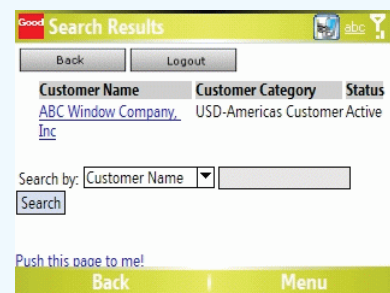 Good Search Results abc
Back Logout
Customer Name Customer Category Status
ABC Window Company, USD-Americas Customer Active
Inc
Search by: Customer Name
Search
Push this page to me!
Back Menu